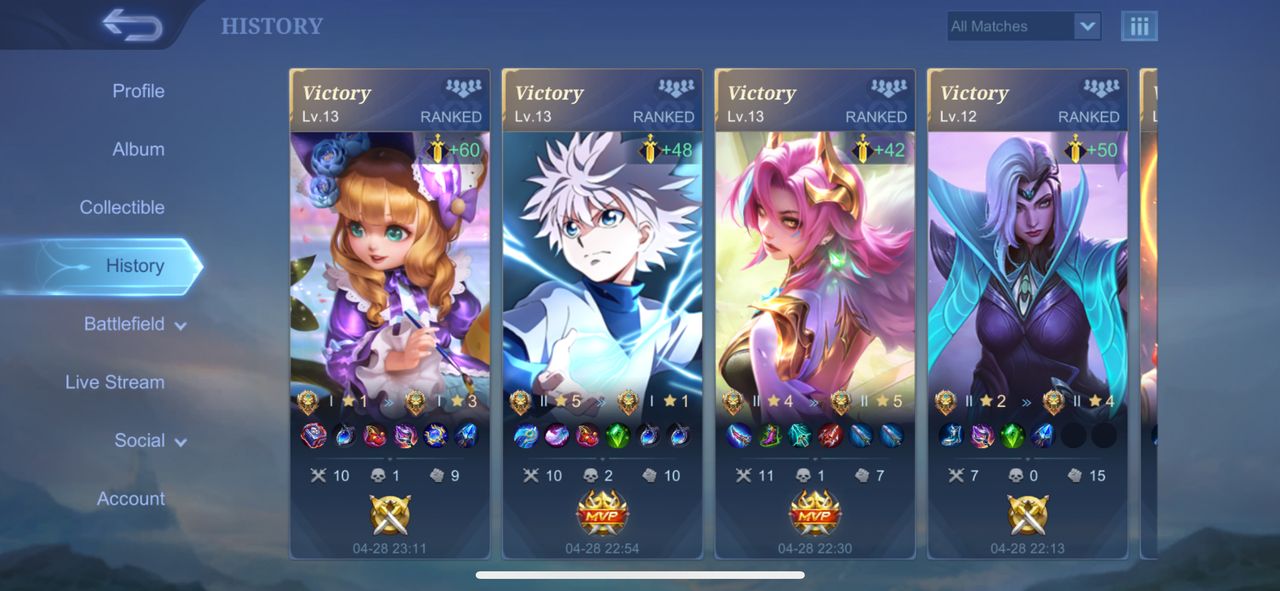 HISTORY
All Matches
Profile
Album
Collectible
History
Battlefield
Live Stream
Social
Account
Victory
Lv.13
RANKED
+60
I ★1 » I ★3
10 1 9
04-28 23:11
Victory
Lv.13
RANKED
+48
II ★5 » I ★1
10 2 10
MVP
04-28 22:54
Victory
Lv.13
RANKED
+42
II ★4 » II ★5
11 1 7
MVP
04-28 22:30
Victory
Lv.12
RANKED
+50
II ★2 » II ★4
7 0 15
04-28 22:13